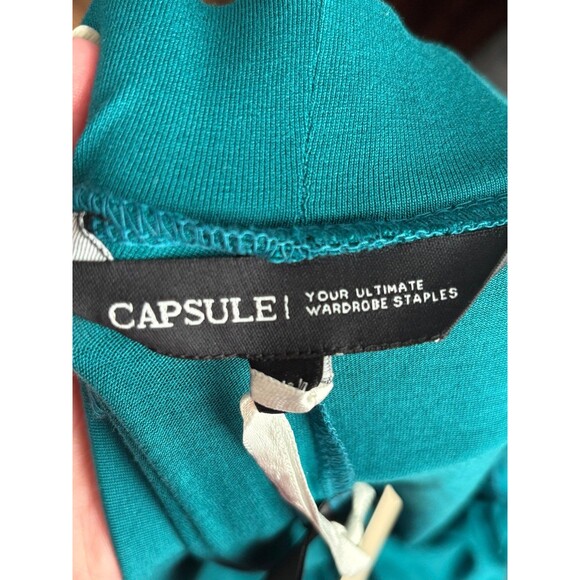 CAPSULE | YOUR ULTIMATE
WARDROBE STAPLES